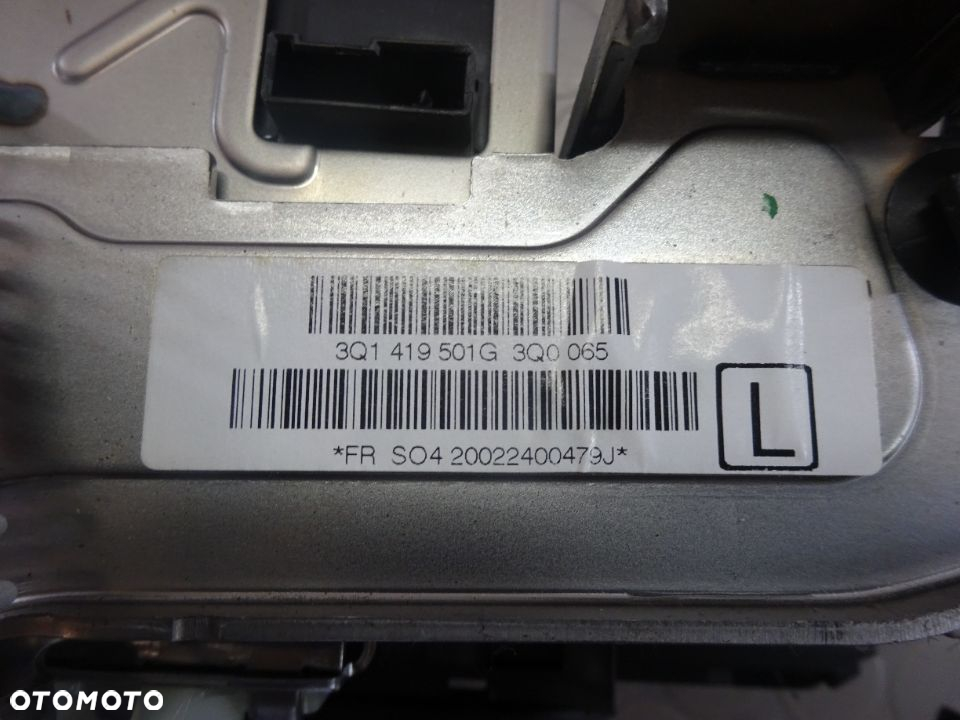 3Q1 419 501G 3Q0 065
*FR SO4 20022400479J*
L
OTOMOTO